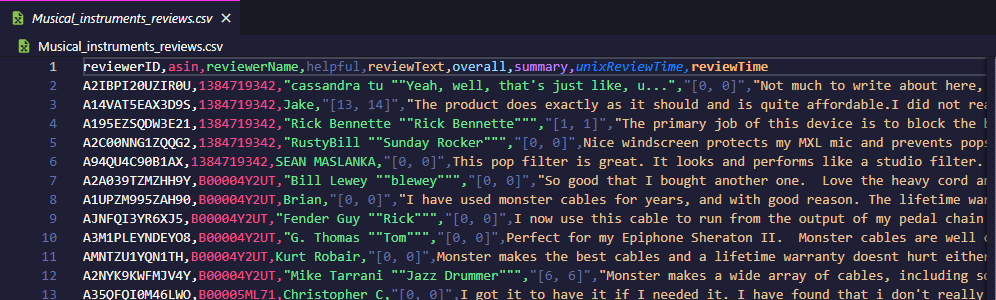 Musical_instruments_reviews.csv ×
Musical_instruments_reviews.csv
1 reviewerID,asin,reviewerName,helpful,reviewText,overall,summary,unixReviewTime,reviewTime
2 A2IBPI20UZIR0U,1384719342,"cassandra tu ""Yeah, well, that's just like, u...","[0, 0]","Not much to write about here,
3 A14VAT5EAX3D9S,1384719342,Jake,"[13, 14]","The product does exactly as it should and is quite affordable.I did not rea
4 A195EZSQDW3E21,1384719342,"Rick Bennette ""Rick Bennette""","[1, 1]","The primary job of this device is to block the b
5 A2C00NNG1ZQQG2,1384719342,"RustyBill ""Sunday Rocker""","[0, 0]",Nice windscreen protects my MXL mic and prevents pops
6 A94QU4C90B1AX,1384719342,SEAN MASLANKA,"[0, 0]",This pop filter is great. It looks and performs like a studio filter.
7 A2A039TZMZHH9Y,B00004Y2UT,"Bill Lewey ""blewey""","[0, 0]","So good that I bought another one.  Love the heavy cord an
8 A1UPZM995ZAH90,B00004Y2UT,Brian,"[0, 0]","I have used monster cables for years, and with good reason. The lifetime war
9 AJNFQI3YR6XJ5,B00004Y2UT,"Fender Guy ""Rick""","[0, 0]",I now use this cable to run from the output of my pedal chain
10 A3M1PLEYNDEYO8,B00004Y2UT,"G. Thomas ""Tom""","[0, 0]",Perfect for my Epiphone Sheraton II.  Monster cables are well c
11 AMNTZU1YQN1TH,B00004Y2UT,Kurt Robair,"[0, 0]",Monster makes the best cables and a lifetime warranty doesnt hurt either
12 A2NYK9KWFMJV4Y,B00004Y2UT,"Mike Tarrani ""Jazz Drummer""","[6, 6]","Monster makes a wide array of cables, including so
13 A35QFQI0M46LWO,B00005ML71,Christopher C,"[0, 0]",I got it to have it if I needed it. I have found that i don't really